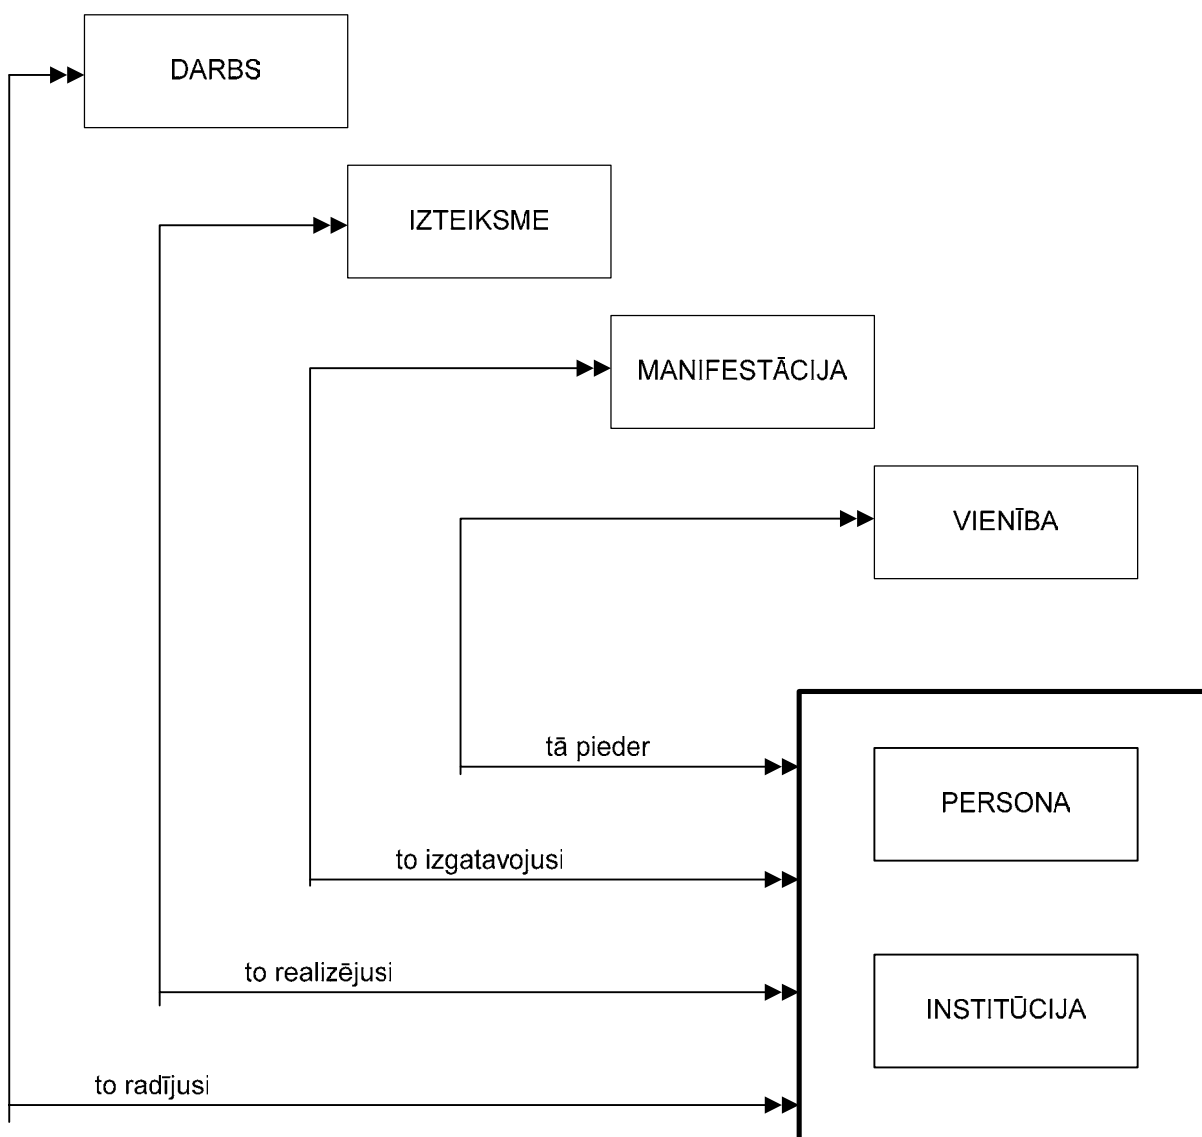 DARBS
IZTEIKSME
MANIFESTĀCIJA
VIENĪBA
tā pieder
PERSONA
to izgatavojusi
to realizējusi
INSTITŪCIJA
to radījusi